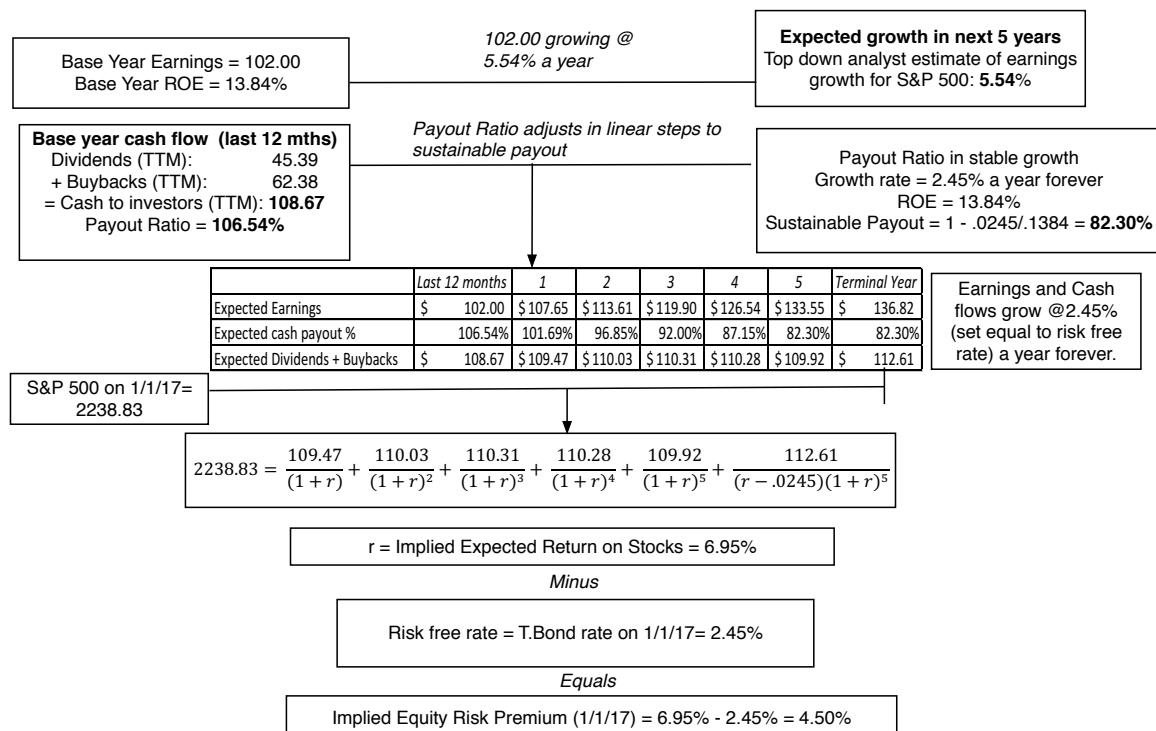 Base Year Earnings = 102.00
Base Year ROE = 13.84%
102.00 growing @
5.54% a year
Expected growth in next 5 years
Top down analyst estimate of earnings
growth for S&P 500: 5.54%
Base year cash flow (last 12 mths)
Dividends (TTM): 45.39
+ Buybacks (TTM): 62.38
= Cash to investors (TTM): 108.67
Payout Ratio = 106.54%
Payout Ratio adjusts in linear steps to
sustainable payout
Payout Ratio in stable growth
Growth rate = 2.45% a year forever
ROE = 13.84%
Sustainable Payout = 1 - .0245/.1384 = 82.30%
Last 12 months 1 2 3 4 5 Terminal Year
Expected Earnings $ 102.00 $107.65 $113.61 $119.90 $126.54 $133.55 $ 136.82
Expected cash payout % 106.54% 101.69% 96.85% 92.00% 87.15% 82.30% 82.30%
Expected Dividends + Buybacks $ 108.67 $109.47 $110.03 $110.31 $110.28 $109.92 $ 112.61
Earnings and Cash
flows grow @2.45%
(set equal to risk free
rate) a year forever.
S&P 500 on 1/1/17=
2238.83
2238.83 = 109.47/(1 + r) + 110.03/(1 + r)^2 + 110.31/(1 + r)^3 + 110.28/(1 + r)^4 + 109.92/(1 + r)^5 + 112.61/((r − .0245)(1 + r)^5)
r = Implied Expected Return on Stocks = 6.95%
Minus
Risk free rate = T.Bond rate on 1/1/17= 2.45%
Equals
Implied Equity Risk Premium (1/1/17) = 6.95% - 2.45% = 4.50%